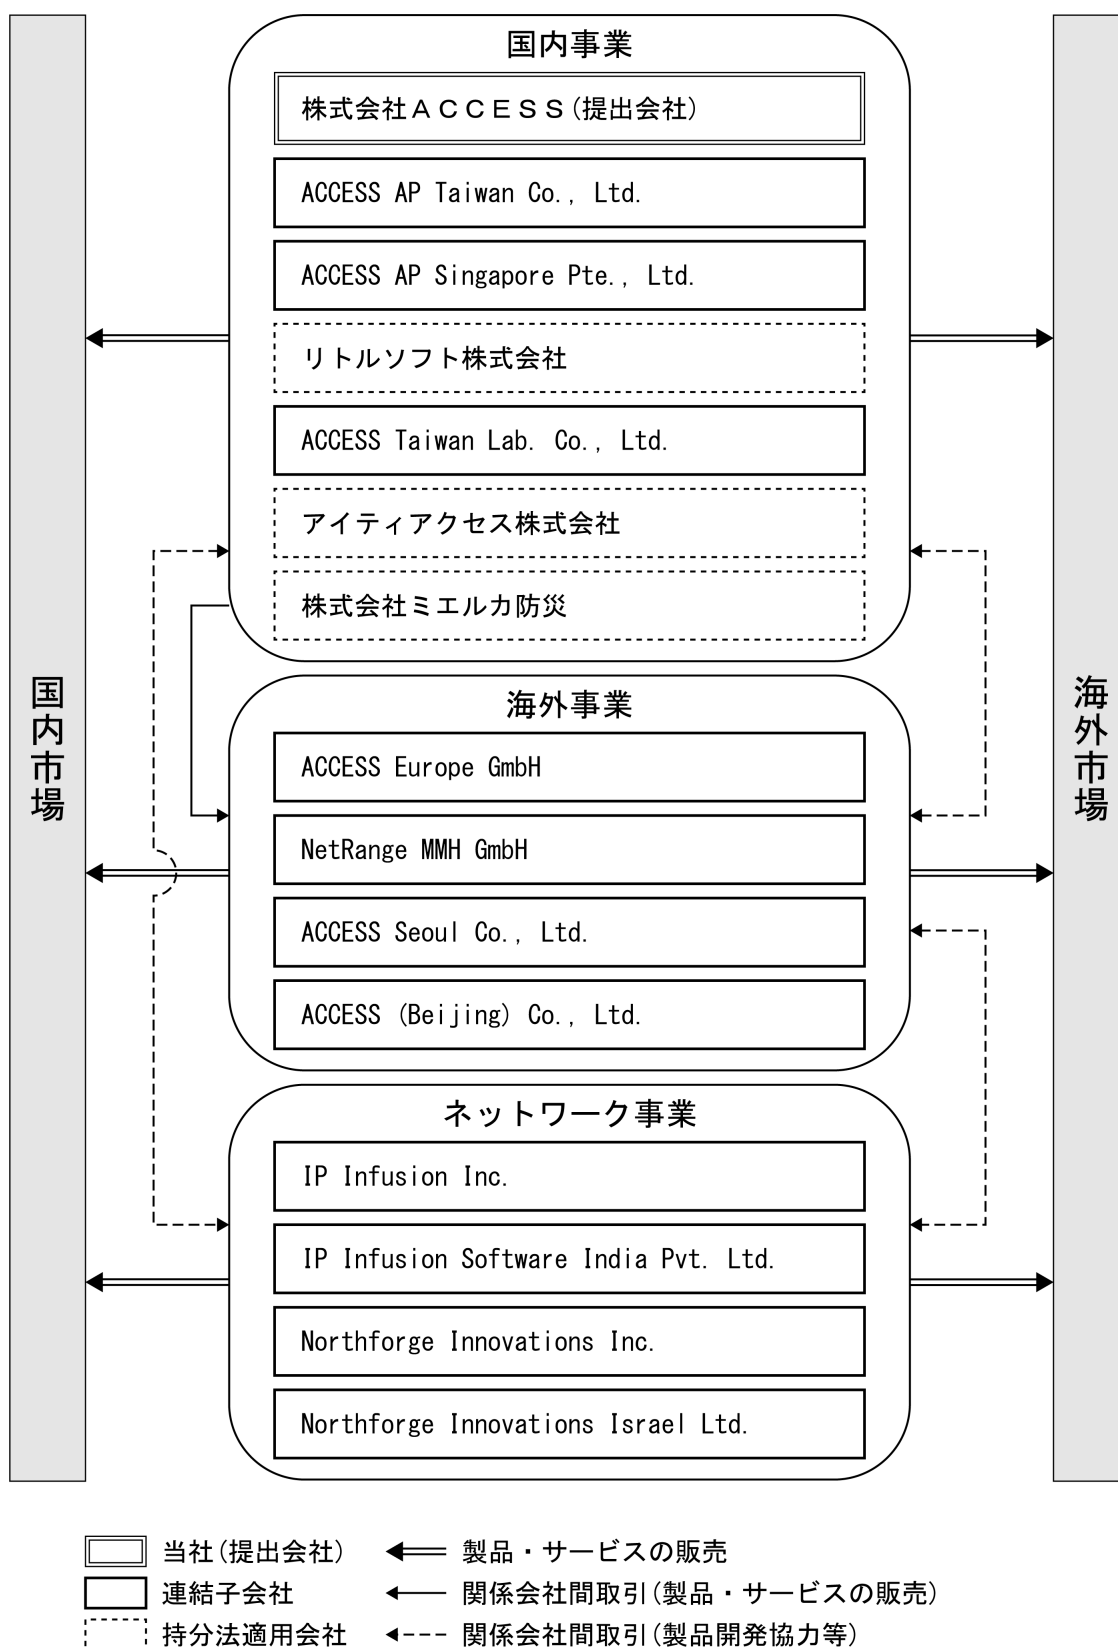 国内事業
株式会社ＡＣＣＥＳＳ(提出会社)
ACCESS AP Taiwan Co., Ltd.
ACCESS AP Singapore Pte., Ltd.
リトルソフト株式会社
ACCESS Taiwan Lab. Co., Ltd.
アイティアクセス株式会社
株式会社ミエルカ防災
国内市場
海外市場
海外事業
ACCESS Europe GmbH
NetRange MMH GmbH
ACCESS Seoul Co., Ltd.
ACCESS (Beijing) Co., Ltd.
ネットワーク事業
IP Infusion Inc.
IP Infusion Software India Pvt. Ltd.
Northforge Innovations Inc.
Northforge Innovations Israel Ltd.
当社(提出会社)
製品・サービスの販売
連結子会社
関係会社間取引(製品・サービスの販売)
持分法適用会社
関係会社間取引(製品開発協力等)